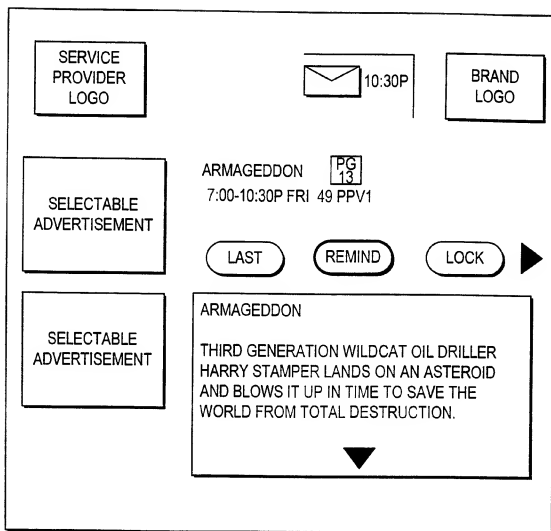 SERVICE
PROVIDER
LOGO
10:30P
BRAND
LOGO
SELECTABLE
ADVERTISEMENT
ARMAGEDDON PG
13
7:00-10:30P FRI 49 PPV1
LAST REMIND LOCK
SELECTABLE
ADVERTISEMENT
ARMAGEDDON
THIRD GENERATION WILDCAT OIL DRILLER
HARRY STAMPER LANDS ON AN ASTEROID
AND BLOWS IT UP IN TIME TO SAVE THE
WORLD FROM TOTAL DESTRUCTION.